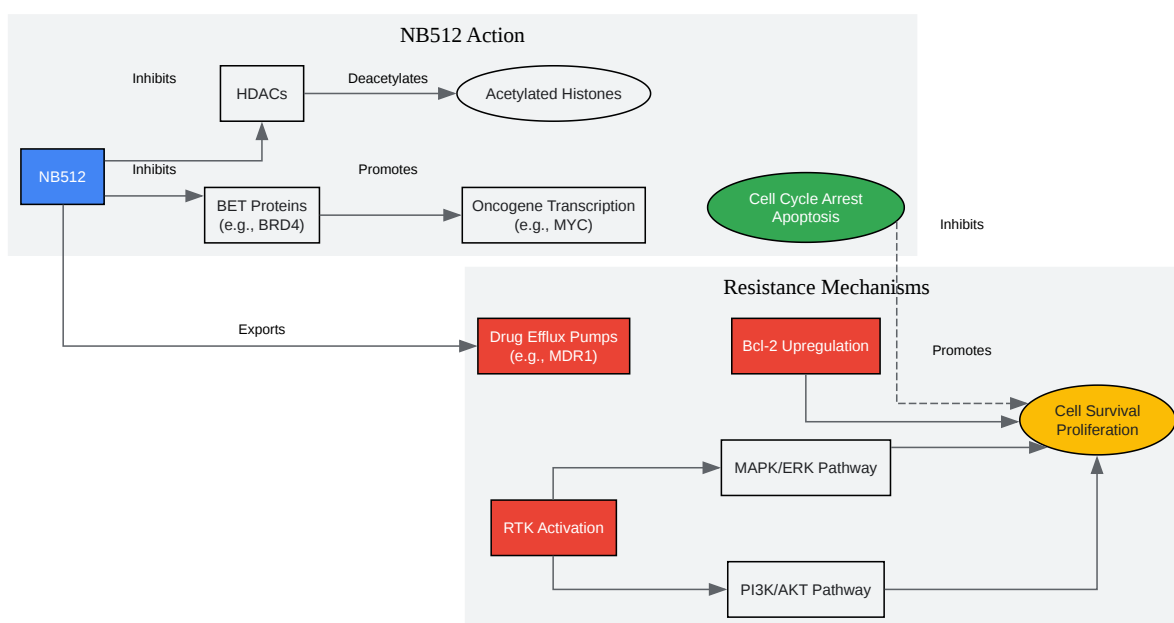 NB512 Action
Inhibits
HDACs
Deacetylates
Acetylated Histones
NB512
Inhibits
Promotes
BET Proteins
(e.g., BRD4)
Oncogene Transcription
(e.g., MYC)
Cell Cycle Arrest
Apoptosis
Inhibits
Resistance Mechanisms
Exports
Drug Efflux Pumps
(e.g., MDR1)
Bcl-2 Upregulation
Promotes
Cell Survival
Proliferation
MAPK/ERK Pathway
RTK Activation
PI3K/AKT Pathway